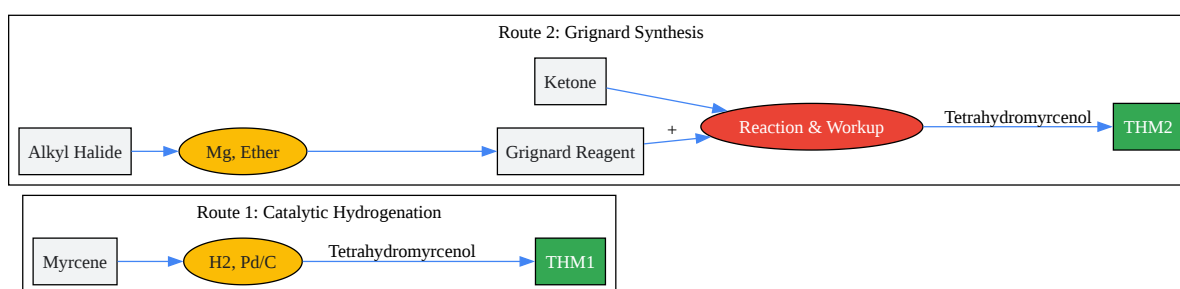 Route 2: Grignard Synthesis
Ketone
Alkyl Halide
Mg, Ether
Grignard Reagent
+
Reaction & Workup
Tetrahydromyrcenol
THM2
Route 1: Catalytic Hydrogenation
Myrcene
H2, Pd/C
Tetrahydromyrcenol
THM1